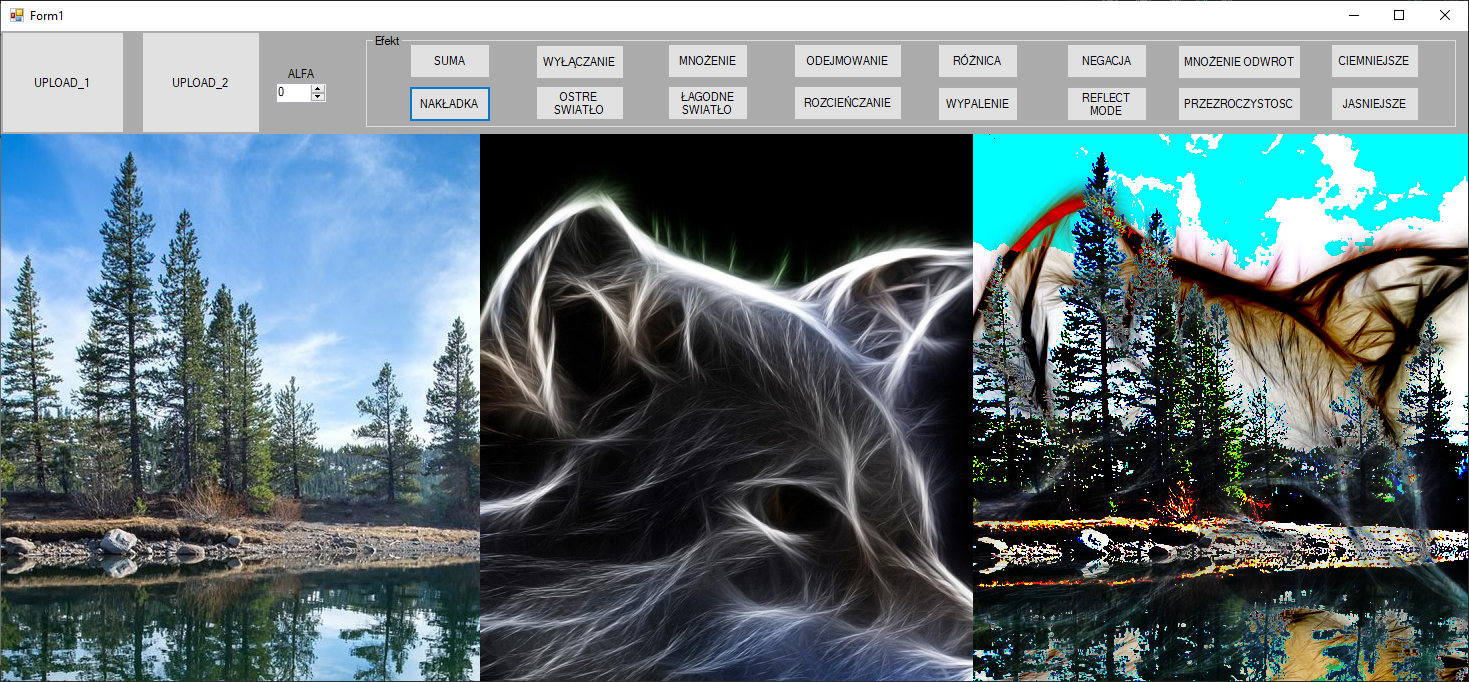 Form1
UPLOAD_1
UPLOAD_2
ALFA
0
Efekt
SUMA
WYŁĄCZANIE
MNOŻENIE
ODEJMOWANIE
RÓŻNICA
NEGACJA
MNOŻENIE ODWROT
CIEMNIEJSZE
NAKŁADKA
OSTRE
SWIATŁO
ŁAGODNE
SWIATŁO
ROZCIEŃCZANIE
WYPALENIE
REFLECT
MODE
PRZEZROCZYSTOSC
JASNIEJSZE